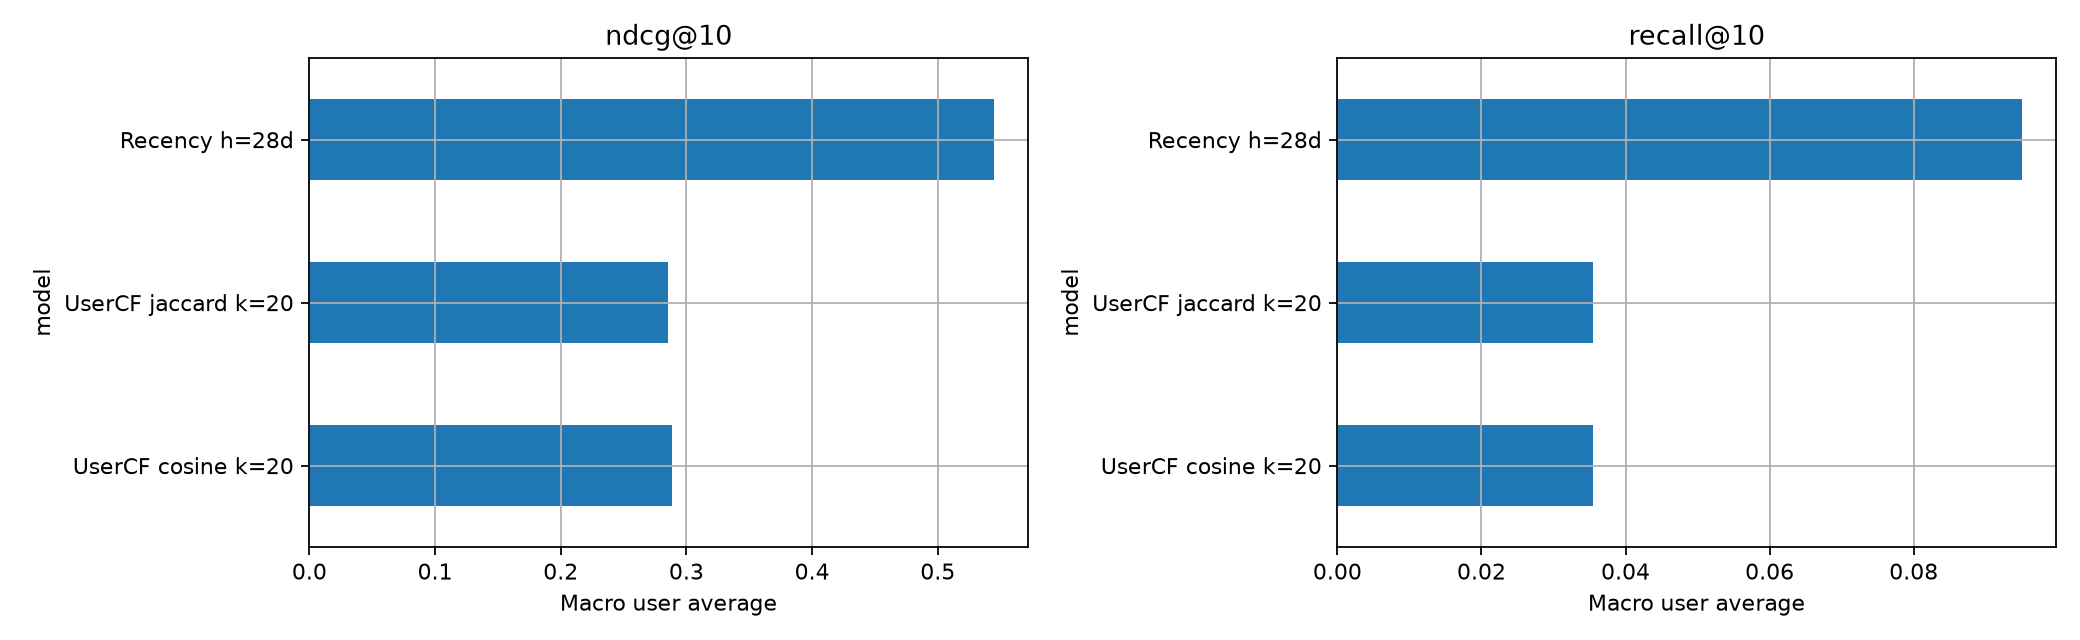 ndcg@10
model
Recency h=28d
UserCF jaccard k=20
UserCF cosine k=20
0.0 0.1 0.2 0.3 0.4 0.5
Macro user average
recall@10
model
Recency h=28d
UserCF jaccard k=20
UserCF cosine k=20
0.00 0.02 0.04 0.06 0.08
Macro user average